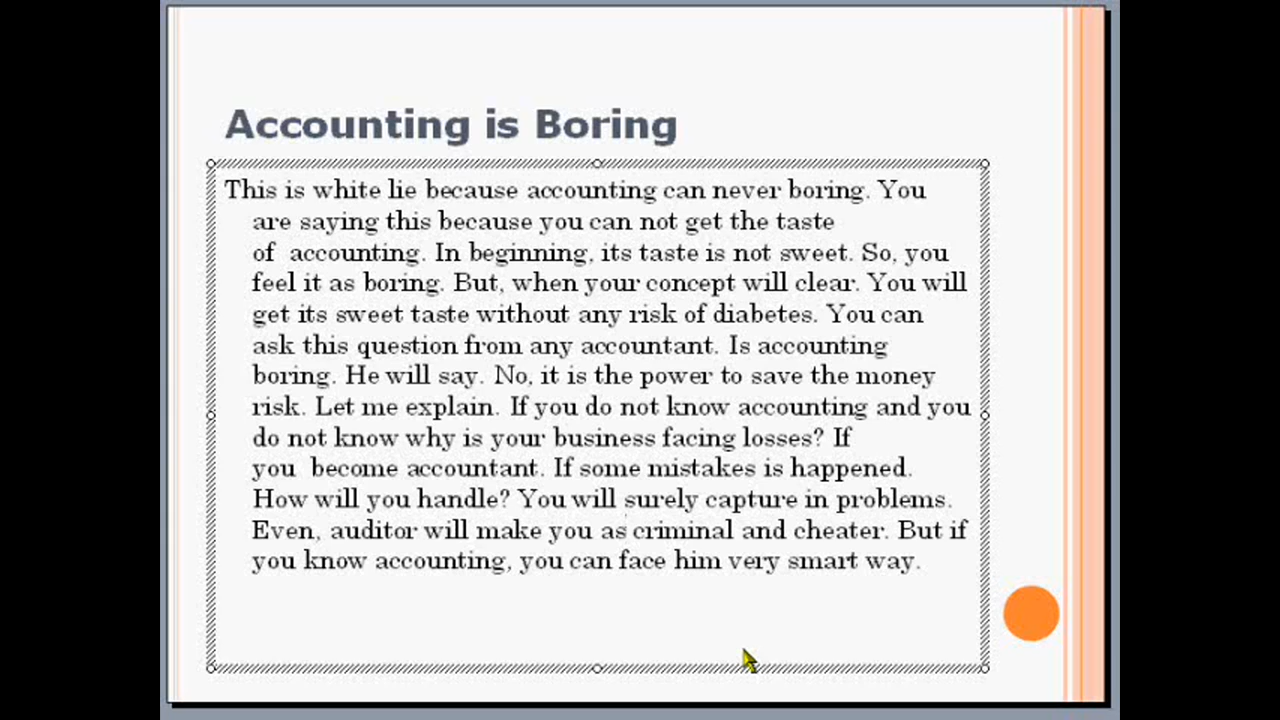 Accounting is Boring
This is white lie because accounting can never boring. You
are saying this because you can not get the taste
of  accounting. In beginning, its taste is not sweet. So, you
feel it as boring. But, when your concept will clear. You will
get its sweet taste without any risk of diabetes. You can
ask this question from any accountant. Is accounting
boring. He will say. No, it is the power to save the money
risk. Let me explain. If you do not know accounting and you
do not know why is your business facing losses? If
you  become accountant. If some mistakes is happened.
How will you handle? You will surely capture in problems.
Even, auditor will make you as criminal and cheater. But if
you know accounting, you can face him very smart way.